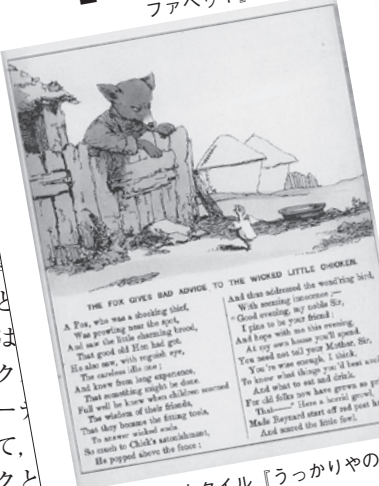 ファ
THE FOX GIVES BAD ADVICE TO THE WICKED LITTLE CHICKEN.
A Fox, who was a shocking thief,
Was prowling near the spot,
And saw the little charming brood,
That good old Hen had got.
He also saw, with roguish eye,
The careless idle one;
And knew from long experience,
That something might be done.
Full well he knew when children scorned
The wisdom of their friends,
That they become the fitting tools,
To answer wicked ends.
So much to Chick's astonishment,
He popped above the fence:
And thus addressed the wond'ring bird,
With seeming innocence,—
"Good evening, my noble Sir,
I pine to be your friend;
And hope with me this evening,
At my own house you'll spend.
You need not tell your Mother, Sir,
You're wise enough, I think,
To know what things you'd best
And what to eat and drink.
For old folks now have grown so
That——" Here a horrid growl,
Made Reynard start off red post
And scared the little fowl.
と
は
ク
ー
て,
クと
タイル『うっかりやの